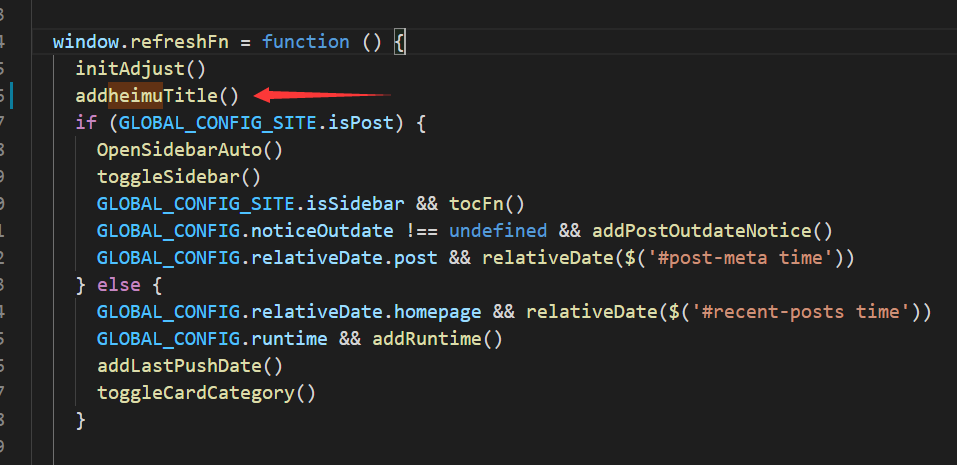 3
4 window.refreshFn = function () {
5 initAdjust()
6 addheimuTitle()
7 if (GLOBAL_CONFIG_SITE.isPost) {
8 OpenSidebarAuto()
9 toggleSidebar()
0 GLOBAL_CONFIG_SITE.isSidebar && tocFn()
1 GLOBAL_CONFIG.noticeOutdate !== undefined && addPostOutdateNotice()
2 GLOBAL_CONFIG.relativeDate.post && relativeDate($('#post-meta time'))
3 } else {
4 GLOBAL_CONFIG.relativeDate.homepage && relativeDate($('#recent-posts time'))
5 GLOBAL_CONFIG.runtime && addRuntime()
6 addLastPushDate()
7 toggleCardCategory()
8 }
9